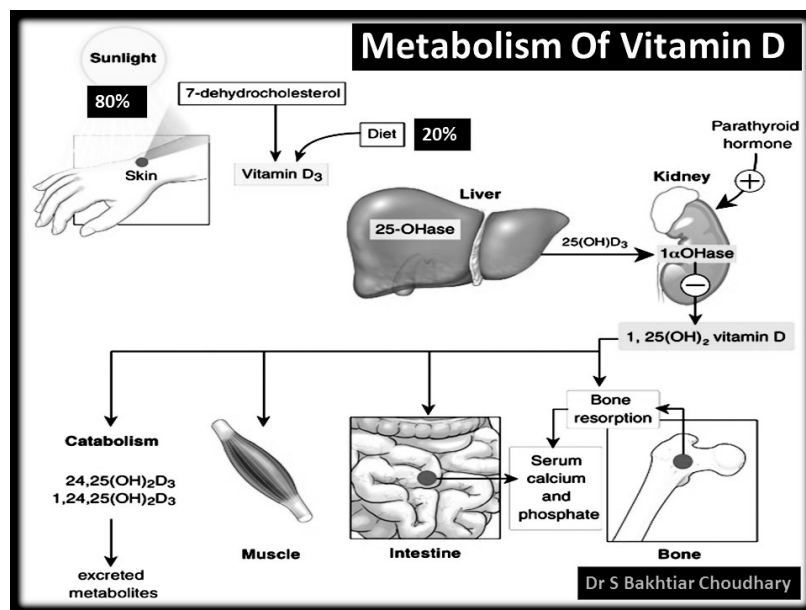 Metabolism Of Vitamin D
Sunlight
80%
7-dehydrocholesterol
Diet
20%
Skin
Vitamin D3
Parathyroid
hormone
+
Liver
Kidney
25-OHase
25(OH)D3
1αOHase
−
1, 25(OH)2 vitamin D
Bone
resorption
Catabolism
24,25(OH)2D3
1,24,25(OH)2D3
Serum
calcium
and
phosphate
Muscle
Intestine
Bone
excreted
metabolites
Dr S Bakhtiar Choudhary